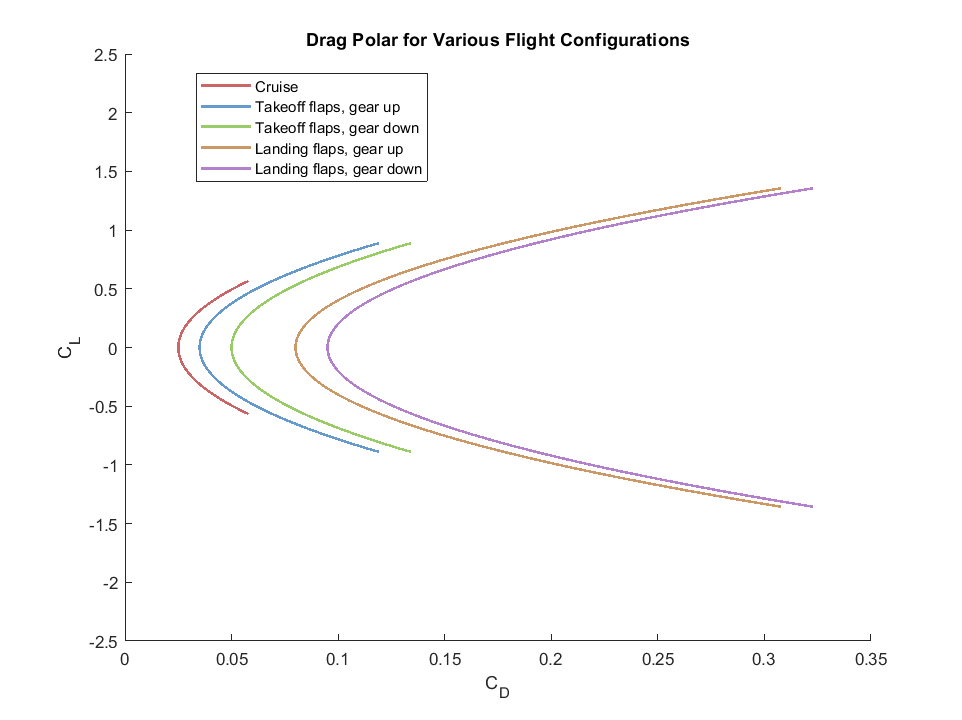 Drag Polar for Various Flight Configurations
2.5
2
1.5
1
0.5
0
-0.5
-1
-1.5
-2
-2.5
C_L
Cruise
Takeoff flaps, gear up
Takeoff flaps, gear down
Landing flaps, gear up
Landing flaps, gear down
0 0.05 0.1 0.15 0.2 0.25 0.3 0.35
C_D